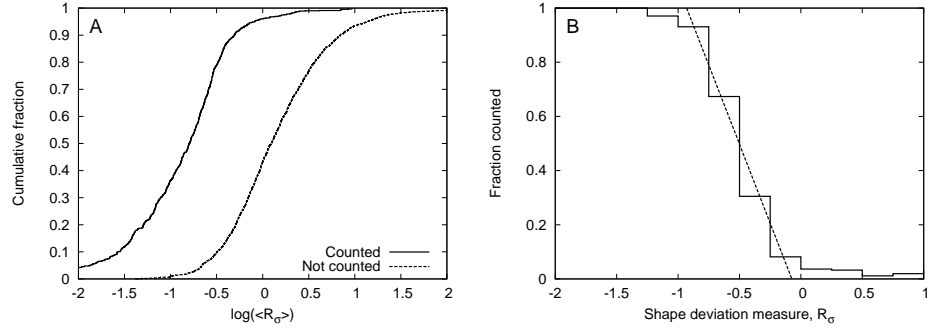 A
Cumulative fraction
1
0.9
0.8
0.7
0.6
0.5
0.4
0.3
0.2
0.1
0
Counted
Not counted
-2 -1.5 -1 -0.5 0 0.5 1 1.5 2
log(<Rσ>)
B
Fraction counted
1
0.8
0.6
0.4
0.2
0
-2 -1.5 -1 -0.5 0 0.5 1
Shape deviation measure, Rσ